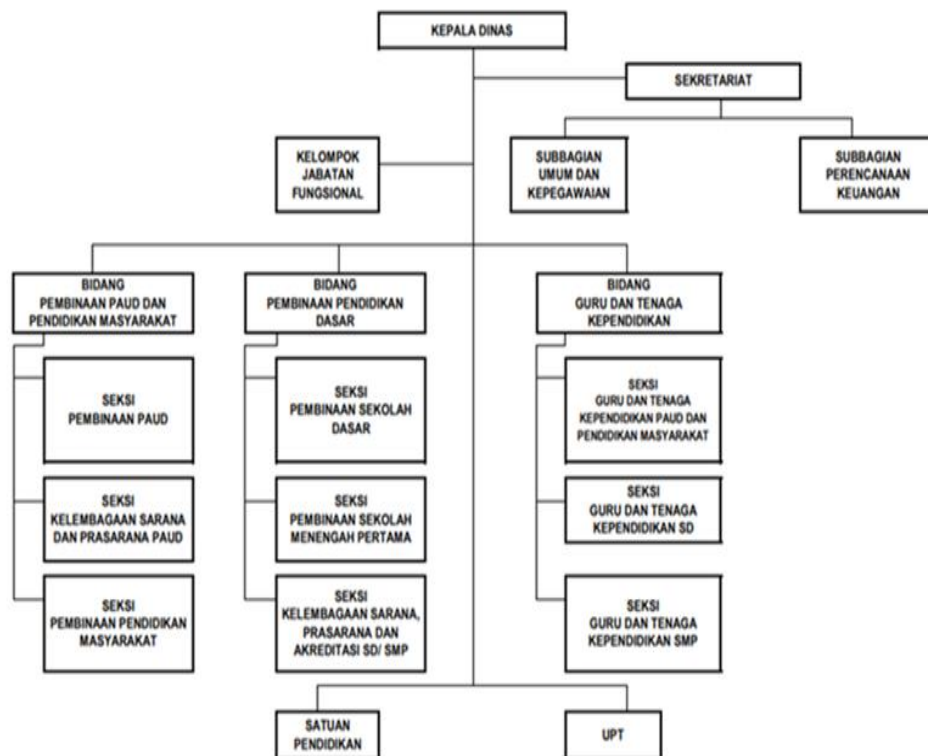 KEPALA DINAS
SEKRETARIAT
KELOMPOK
JABATAN
FUNGSIONAL
SUBBAGIAN
UMUM DAN
KEPEGAWAIAN
SUBBAGIAN
PERENCANAAN
KEUANGAN
BIDANG
PEMBINAAN PAUD DAN
PENDIDIKAN MASYARAKAT
BIDANG
PEMBINAAN PENDIDIKAN
DASAR
BIDANG
GURU DAN TENAGA
KEPENDIDIKAN
SEKSI
PEMBINAAN PAUD
SEKSI
PEMBINAAN SEKOLAH
DASAR
SEKSI
GURU DAN TENAGA
KEPENDIDIKAN PAUD DAN
PENDIDIKAN MASYARAKAT
SEKSI
KELEMBAGAAN SARANA
DAN PRASARANA PAUD
SEKSI
PEMBINAAN SEKOLAH
MENENGAH PERTAMA
SEKSI
GURU DAN TENAGA
KEPENDIDIKAN SD
SEKSI
PEMBINAAN PENDIDIKAN
MASYARAKAT
SEKSI
KELEMBAGAAN SARANA,
PRASARANA DAN
AKREDITASI SD/ SMP
SEKSI
GURU DAN TENAGA
KEPENDIDIKAN SMP
SATUAN
PENDIDIKAN
UPT